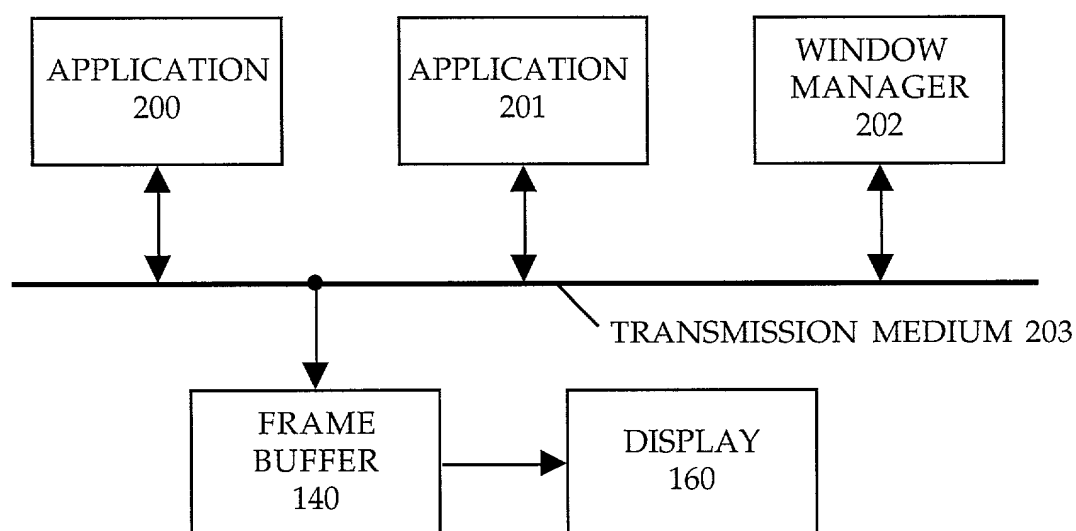 APPLICATION
200
APPLICATION
201
WINDOW
MANAGER
202
TRANSMISSION MEDIUM 203
FRAME
BUFFER
140
DISPLAY
160